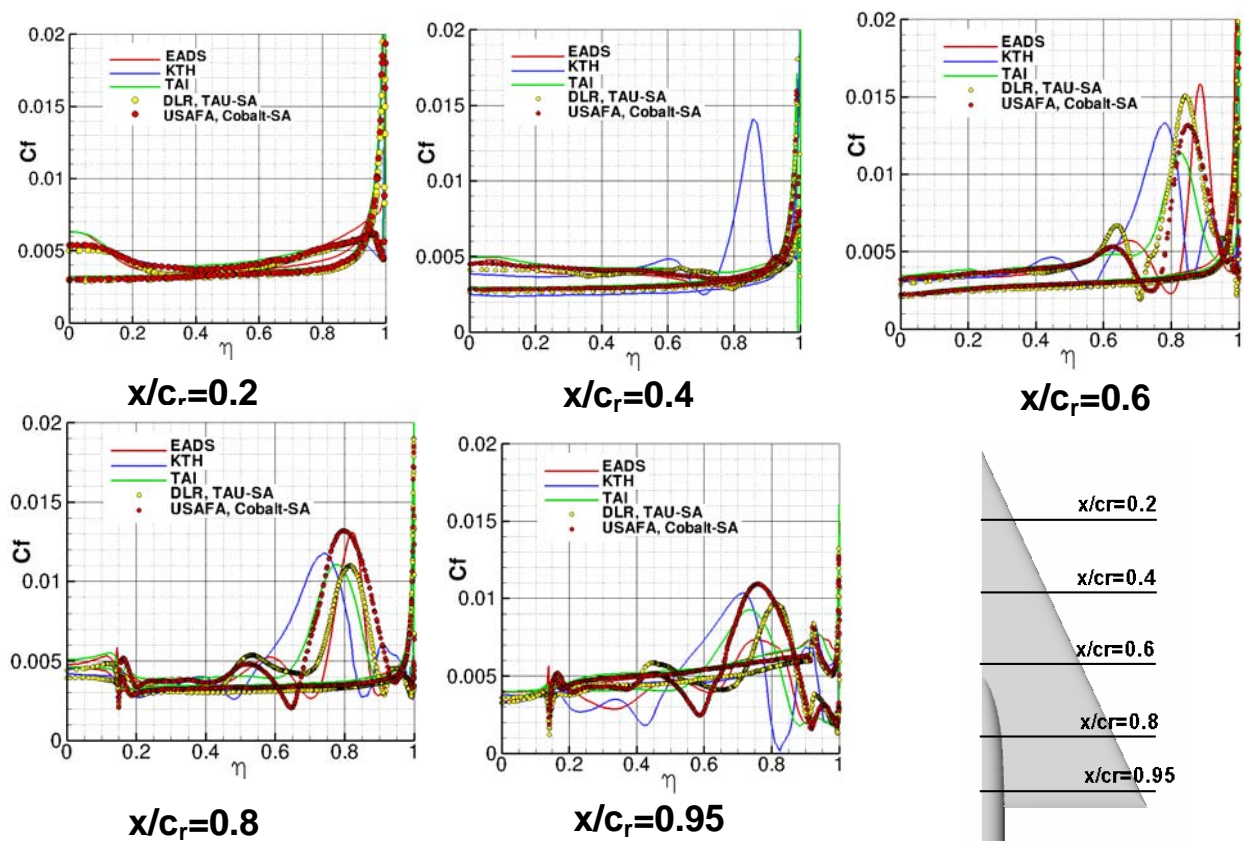 0.02
0.015
0.01
0.005
0
Cf
EADS
KTH
TAI
DLR, TAU-SA
USAFA, Cobalt-SA
0 0.2 0.4 0.6 0.8 1
η
x/cr=0.2
0.02
0.015
0.01
0.005
0
Cf
EADS
KTH
TAI
DLR, TAU-SA
USAFA, Cobalt-SA
0 0.2 0.4 0.6 0.8 1
η
x/cr=0.4
0.02
0.015
0.01
0.005
0
Cf
EADS
KTH
TAI
DLR, TAU-SA
USAFA, Cobalt-SA
0 0.2 0.4 0.6 0.8 1
η
x/cr=0.6
0.02
0.015
0.01
0.005
0
Cf
EADS
KTH
TAI
DLR, TAU-SA
USAFA, Cobalt-SA
0 0.2 0.4 0.6 0.8 1
η
x/cr=0.8
0.02
0.015
0.01
0.005
0
Cf
EADS
KTH
TAI
DLR, TAU-SA
USAFA, Cobalt-SA
0 0.2 0.4 0.6 0.8 1
η
x/cr=0.95
x/cr=0.2
x/cr=0.4
x/cr=0.6
x/cr=0.8
x/cr=0.95